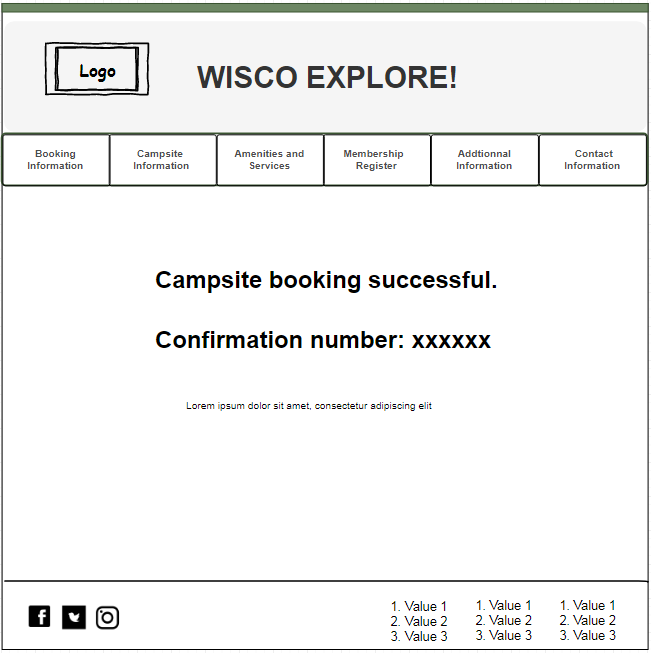 Logo
WISCO EXPLORE!
Booking
Information
Campsite
Information
Amenities and
Services
Membership
Register
Addtionnal
Information
Contact
Information
Campsite booking successful.
Confirmation number: xxxxxx
Lorem ipsum dolor sit amet, consectetur adipiscing elit
1. Value 1
2. Value 2
3. Value 3
1. Value 1
2. Value 2
3. Value 3
1. Value 1
2. Value 2
3. Value 3